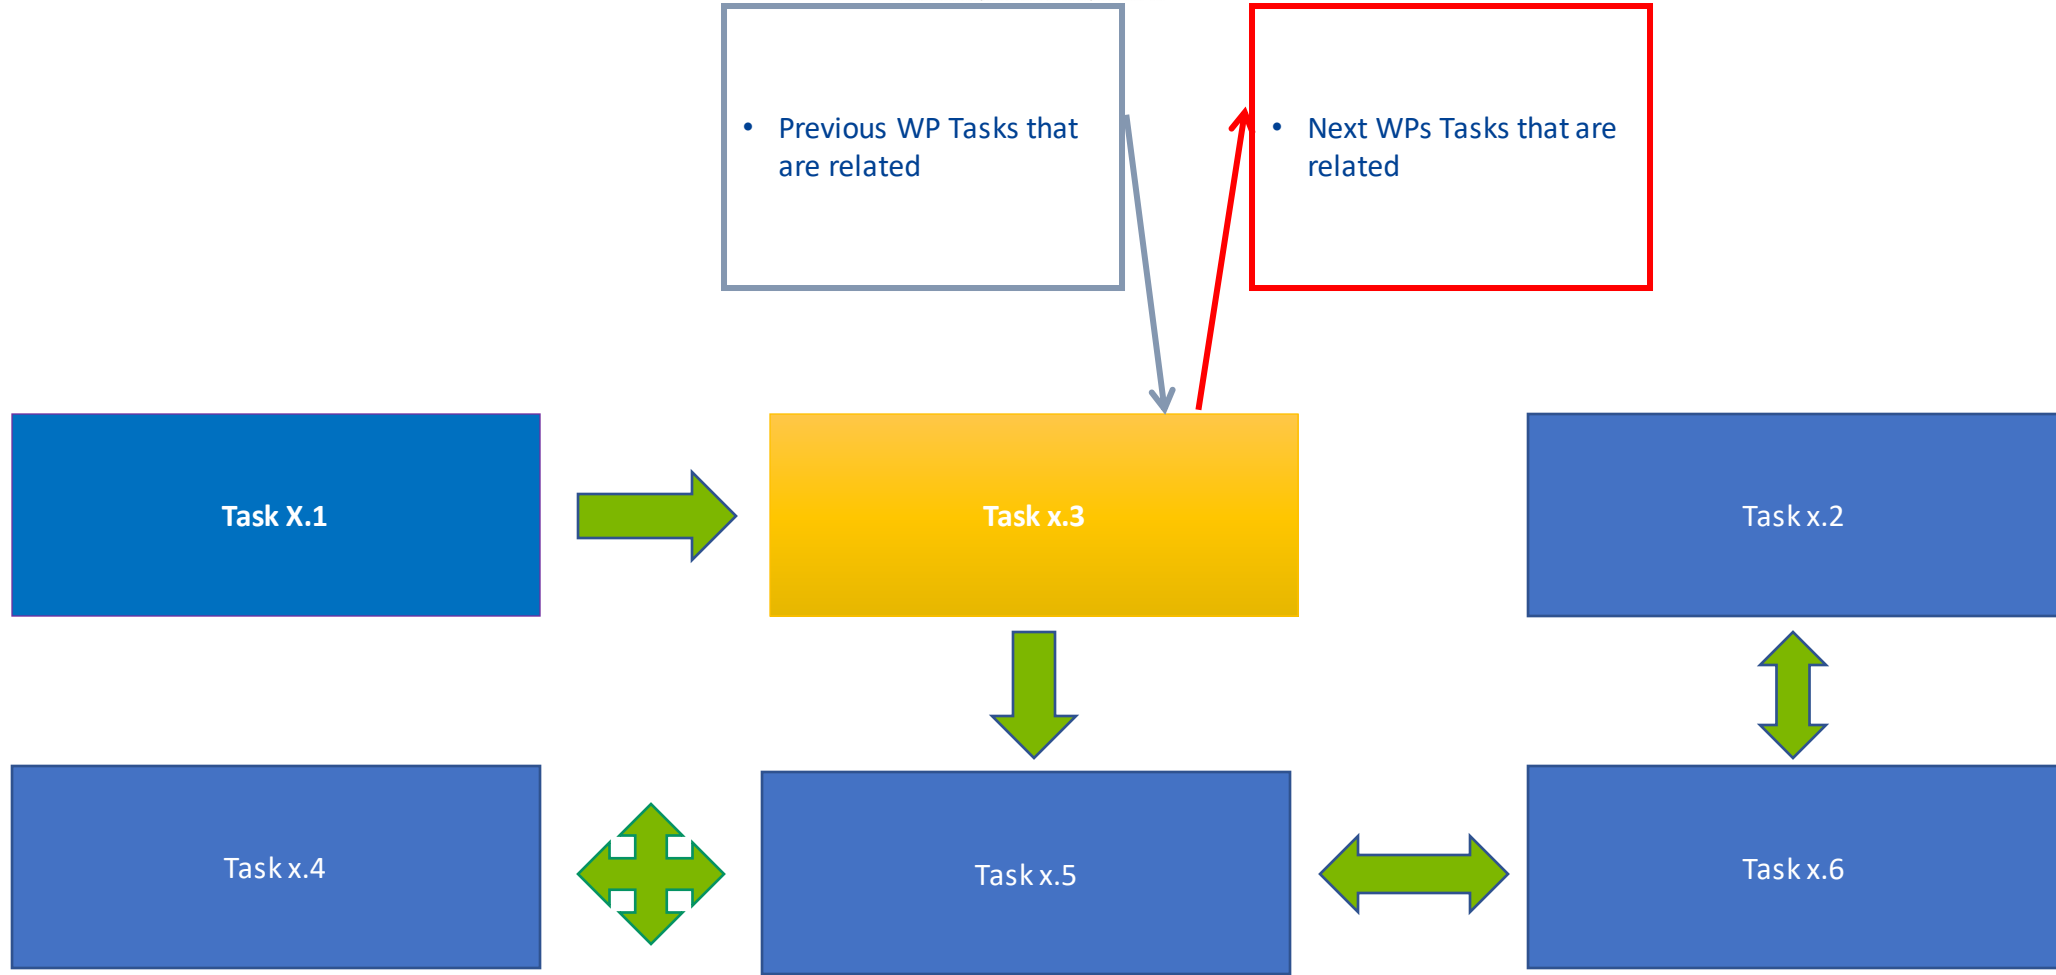 • Previous WP Tasks that
are related
• Next WPs Tasks that are
related
Task X.1
Task x.3
Task x.2
Task x.4
Task x.5
Task x.6